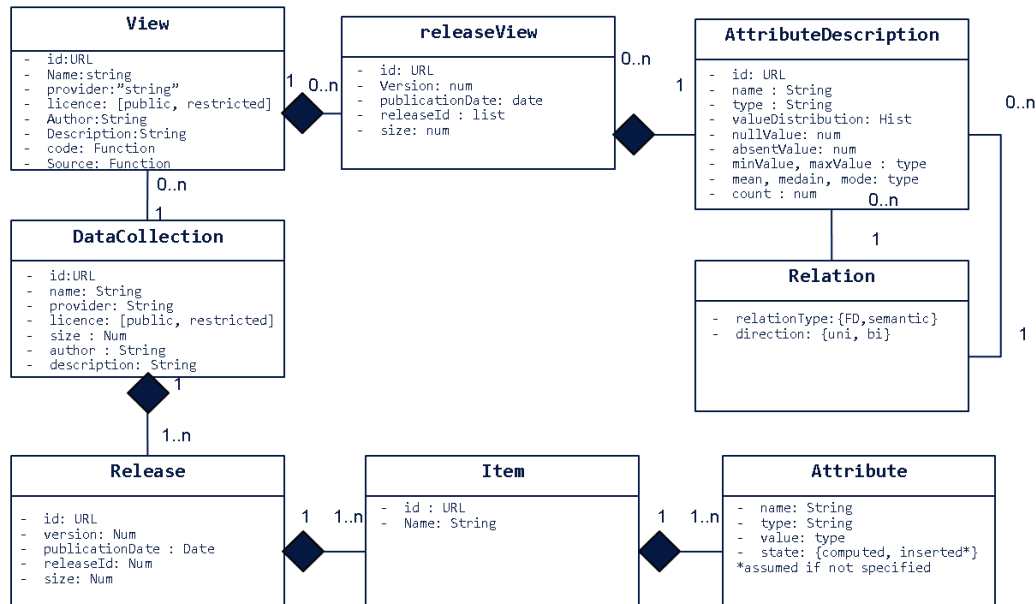 View
- id:URL
- Name:string
- provider:"string"
- licence: [public, restricted]
- Author:String
- Description:String
- code: Function
- Source: Function
1
0..n
releaseView
- id: URL
- Version: num
- publicationDate: date
- releaseId : list
- size: num
0..n
1
AttributeDescription
- id: URL
- name : String
- type : String
- valueDistribution: Hist
- nullValue: num
- absentValue: num
- minValue, maxValue : type
- mean, medain, mode: type
- count : num
0..n
0..n
1
1
Relation
- relationType:{FD,semantic}
- direction: {uni, bi}
0..n
1
DataCollection
- id:URL
- name: String
- provider: String
- licence: [public, restricted]
- size : Num
- author : String
- description: String
1
1..n
Release
- id: URL
- version: Num
- publicationDate : Date
- releaseId: Num
- size: Num
1
1..n
Item
- id : URL
- Name: String
1
1..n
Attribute
- name: String
- type: String
- value: type
- state: {computed, inserted*}
*assumed if not specified